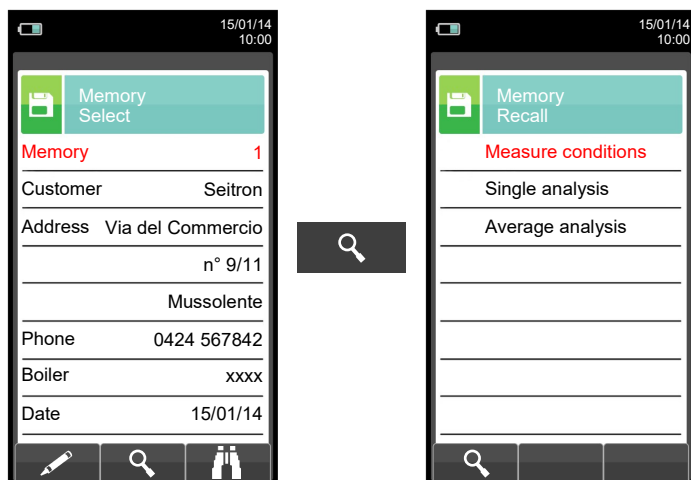 15/01/14
10:00
Memory
Select
Memory 1
Customer Seitron
Address Via del Commercio
n° 9/11
Mussolente
Phone 0424 567842
Boiler xxxx
Date 15/01/14
15/01/14
10:00
Memory
Recall
Measure conditions
Single analysis
Average analysis